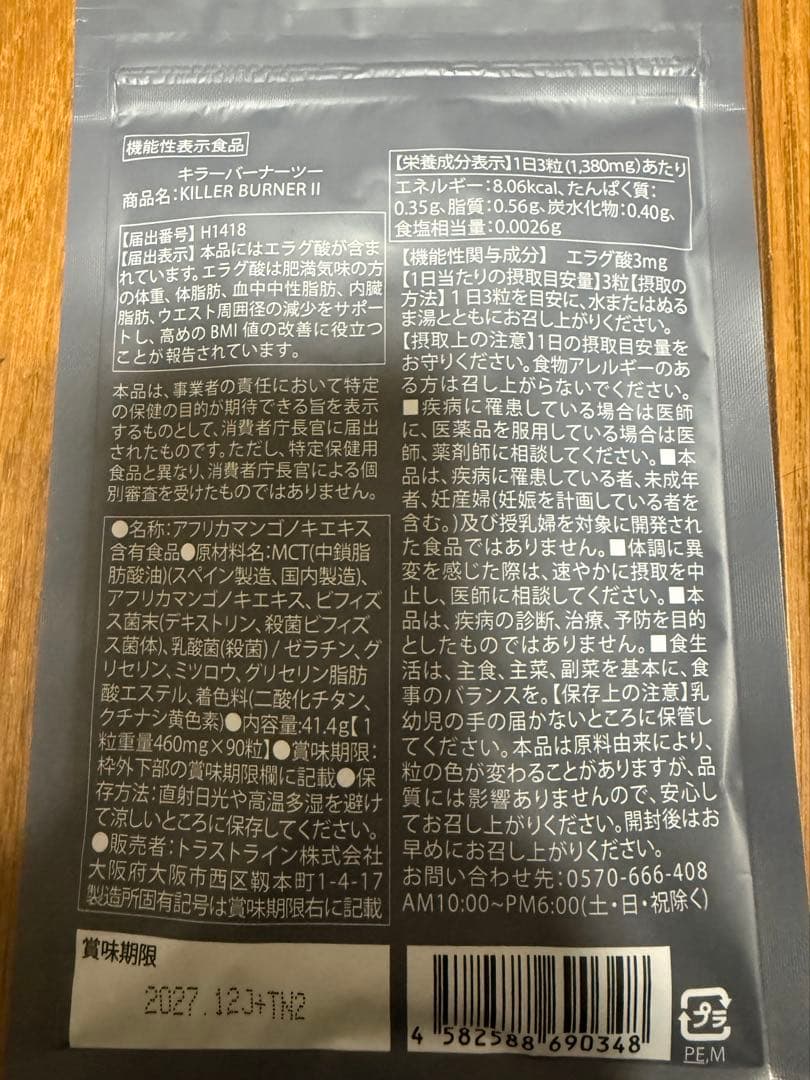 機能性表示食品
キラーバーナーツー
商品名:KILLER BURNER II
【届出番号】H1418
【届出表示】本品にはエラグ酸が含ま
れています。エラグ酸は肥満気味の方
の体重、体脂肪、血中中性脂肪、内臓
脂肪、ウエスト周囲径の減少をサポー
トし、高めのBMI値の改善に役立つ
ことが報告されています。
本品は、事業者の責任において特定
の保健の目的が期待できる旨を表示
するものとして、消費者庁長官に届出
されたものです。ただし、特定保健用
食品と異なり、消費者庁長官による個
別審査を受けたものではありません。
●名称:アフリカマンゴノキエキス
含有食品●原材料名:MCT(中鎖脂
肪酸油)(スペイン製造、国内製造)、
アフリカマンゴノキエキス、ビフィズ
ス菌末(デキストリン、殺菌ビフィズ
ス菌体)、乳酸菌(殺菌)/ゼラチン、グ
リセリン、ミツロウ、グリセリン脂肪
酸エステル、着色料(二酸化チタン、
クチナシ黄色素)●内容量:41.4g【1
粒重量460mg×90粒】●賞味期限:
枠外下部の賞味期限欄に記載●保
存方法:直射日光や高温多湿を避け
て涼しいところに保存してください。
●販売者:トラストライン株式会社
大阪府大阪市西区靱本町1-4-17
製造所固有記号は賞味期限右に記載
【栄養成分表示】1日3粒(1,380mg)あたり
エネルギー:8.06kcal、たんぱく質:
0.35g、脂質:0.56g、炭水化物:0.40g、
食塩相当量:0.0026g
【機能性関与成分】 エラグ酸3mg
【1日当たりの摂取目安量】3粒【摂取の
方法】1日3粒を目安に、水またはぬる
ま湯とともにお召し上がりください。
【摂取上の注意】1日の摂取目安量を
お守りください。食物アレルギーのあ
る方は召し上がらないでください。
■疾病に罹患している場合は医師
に、医薬品を服用している場合は医
師、薬剤師に相談してください。■本
品は、疾病に罹患している者、未成年
者、妊産婦(妊娠を計画している者を
含む。)及び授乳婦を対象に開発され
た食品ではありません。■体調に異
変を感じた際は、速やかに摂取を中
止し、医師に相談してください。■本
品は、疾病の診断、治療、予防を目的
としたものではありません。■食生
活は、主食、主菜、副菜を基本に、食
事のバランスを。【保存上の注意】乳
幼児の手の届かないところに保管し
てください。本品は原料由来により、
粒の色が変わることがありますが、品
質には影響ありませんので、安心し
てお召し上がりください。開封後はお
早めにお召し上がりください。
お問い合わせ先:0570-666-408
AM10:00~PM6:00(土・日・祝除く)
賞味期限
2027.12J+TN2
4 582588 690348
プラ
PE,M